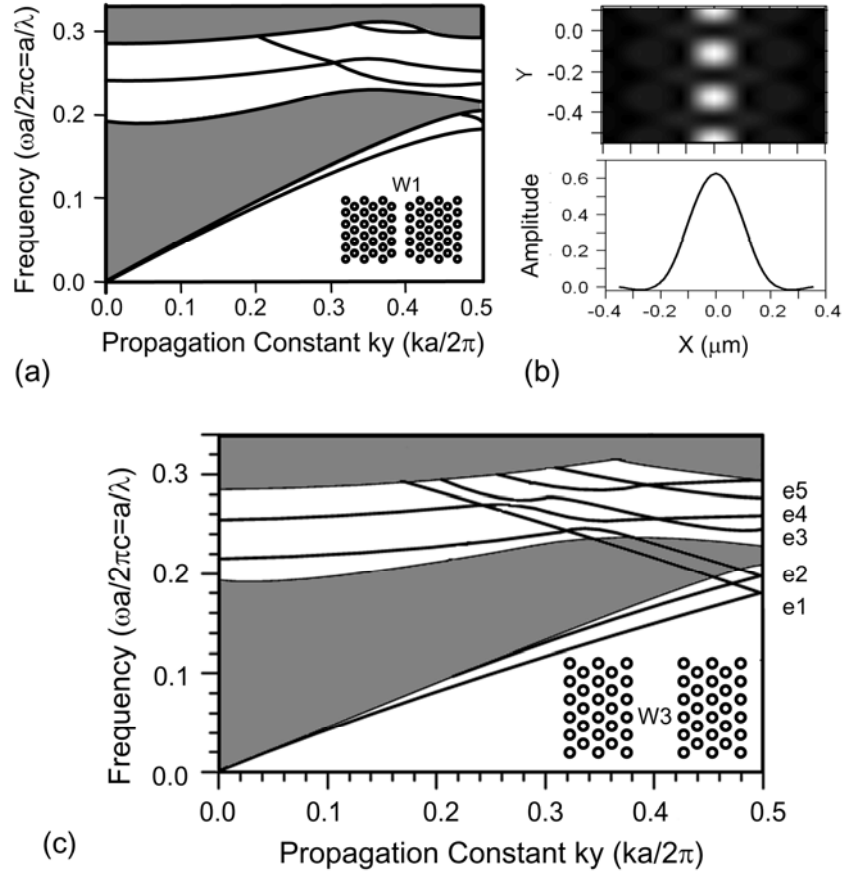 0.3
0.2
0.1
0.0
Frequency (ωa/2πc=a/λ)
W1
0.0 0.1 0.2 0.3 0.4 0.5
Propagation Constant ky (ka/2π)
(a)
0.0
-0.2
-0.4
Y
0.6
0.4
0.2
0.0
Amplitude
-0.4 -0.2 0.0 0.2 0.4
X (μm)
(b)
0.3
0.2
0.1
0.0
Frequency (ωa/2πc=a/λ)
e5
e4
e3
e2
e1
W3
0.0 0.1 0.2 0.3 0.4 0.5
Propagation Constant ky (ka/2π)
(c)